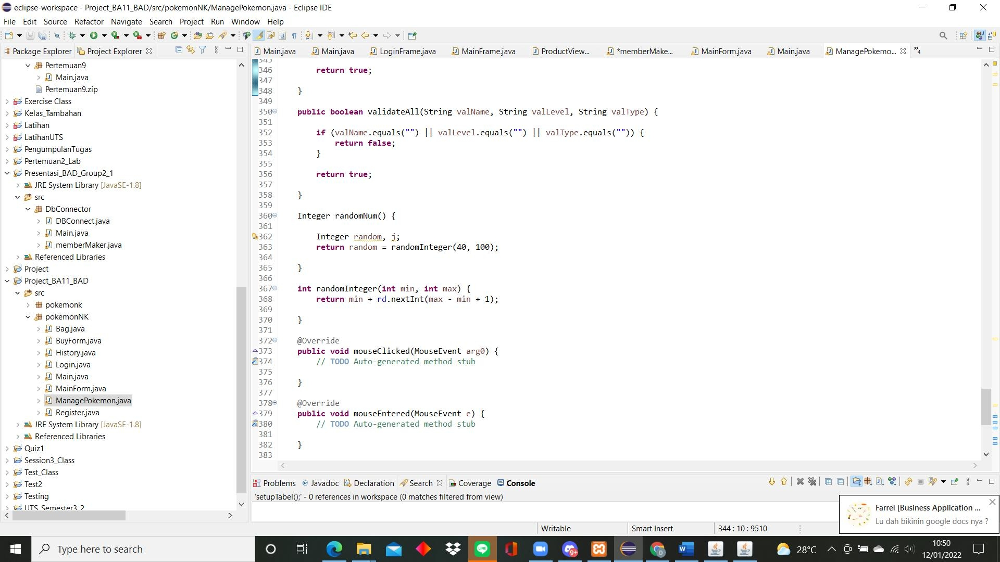 eclipse-workspace - Project_BA11_BAD/src/pokemonNK/ManagePokemon.java - Eclipse IDE
File Edit Source Refactor Navigate Search Project Run Window Help
Package Explorer Project Explorer
Pertemuan9
Main.java
Pertemuan9.zip
Exercise Class
Kelas_Tambahan
Latihan
LatihanUTS
PengumpulanTugas
Pertemuan2_Lab
Presentasi_BAD_Group2_1
JRE System Library [JavaSE-1.8]
src
DbConnector
DBConnect.java
Main.java
memberMaker.java
Referenced Libraries
Project
Project_BA11_BAD
src
pokemonk
pokemonNK
Bag.java
BuyForm.java
History.java
Login.java
Main.java
MainForm.java
ManagePokemon.java
Register.java
JRE System Library [JavaSE-1.8]
Referenced Libraries
Quiz1
Session3_Class
Test_Class
Test2
Testing
UTS_Semester3_2
Main.java Main.java LoginFrame.java MainFrame.java ProductView... *memberMake... MainForm.java Main.java ManagePokemo... »4
345
346 return true;
347
348 }
349
350 public boolean validateAll(String valName, String valLevel, String valType) {
351
352 if (valName.equals("") || valLevel.equals("") || valType.equals("")) {
353 return false;
354 }
355
356 return true;
357
358 }
359
360 Integer randomNum() {
361
362 Integer random, j;
363 return random = randomInteger(40, 100);
364
365 }
366
367 int randomInteger(int min, int max) {
368 return min + rd.nextInt(max - min + 1);
369
370 }
371
372 @Override
373 public void mouseClicked(MouseEvent arg0) {
374 // TODO Auto-generated method stub
375
376 }
377
378 @Override
379 public void mouseEntered(MouseEvent e) {
380 // TODO Auto-generated method stub
381
382 }
383
Problems @ Javadoc Declaration Search Coverage Console
'setupTabel();' - 0 references in workspace (0 matches filtered from view)
Farrel [Business Application ...
Lu dah bikinin google docs nya ?
Writable Smart Insert 344 : 10 : 9510
Type here to search
LINE
9+
D
28°C
10:50
12/01/2022